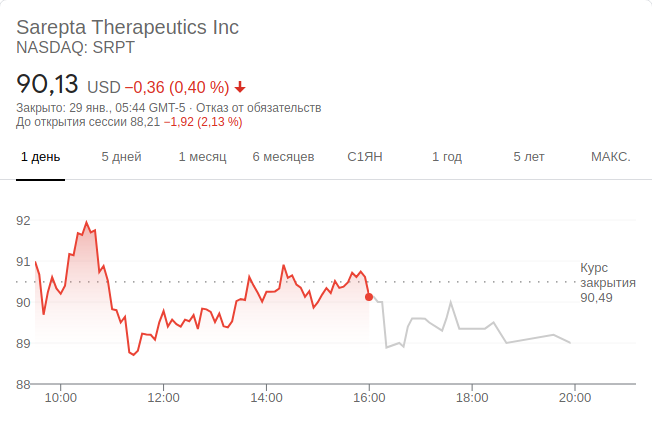 Sarepta Therapeutics Inc
NASDAQ: SRPT
90,13 USD −0,36 (0,40 %)
Закрыто: 29 янв., 05:44 GMT-5 · Отказ от обязательств
До открытия сессии 88,21 −1,92 (2,13 %)
1 день 5 дней 1 месяц 6 месяцев С1ЯН 1 год 5 лет МАКС.
92
91
Курс
закрытия
90,49
90
89
88
10:00 12:00 14:00 16:00 18:00 20:00